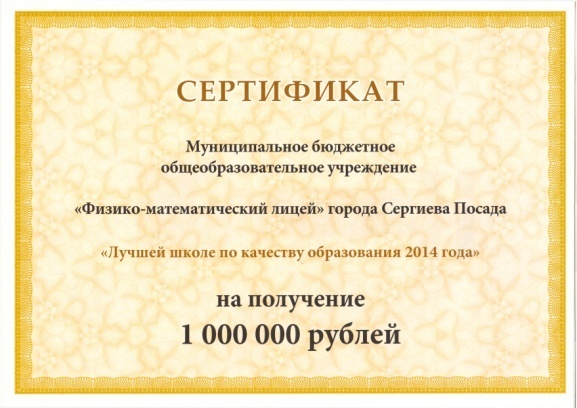 СЕРТИФИКАТ
Муниципальное бюджетное
общеобразовательное учреждение
«Физико-математический лицей» города Сергиева Посада
«Лучшей школе по качеству образования 2014 года»
на получение
1 000 000 рублей